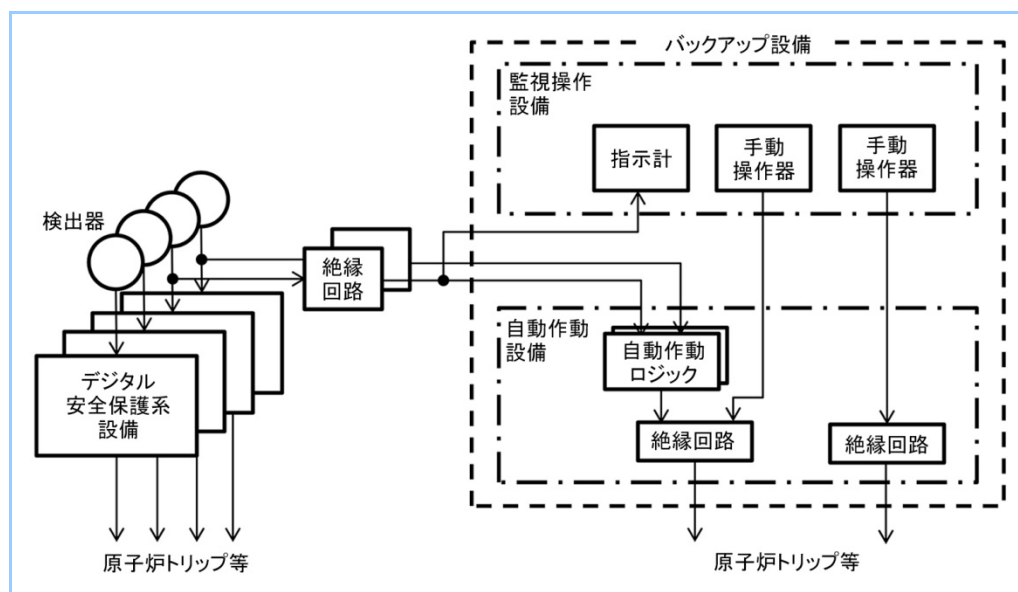 バックアップ設備
監視操作
設備
指示計
手動
操作器
手動
操作器
検出器
絶縁
回路
自動作動
設備
自動作動
ロジック
デジタル
安全保護系
設備
絶縁回路
絶縁回路
原子炉トリップ等
原子炉トリップ等